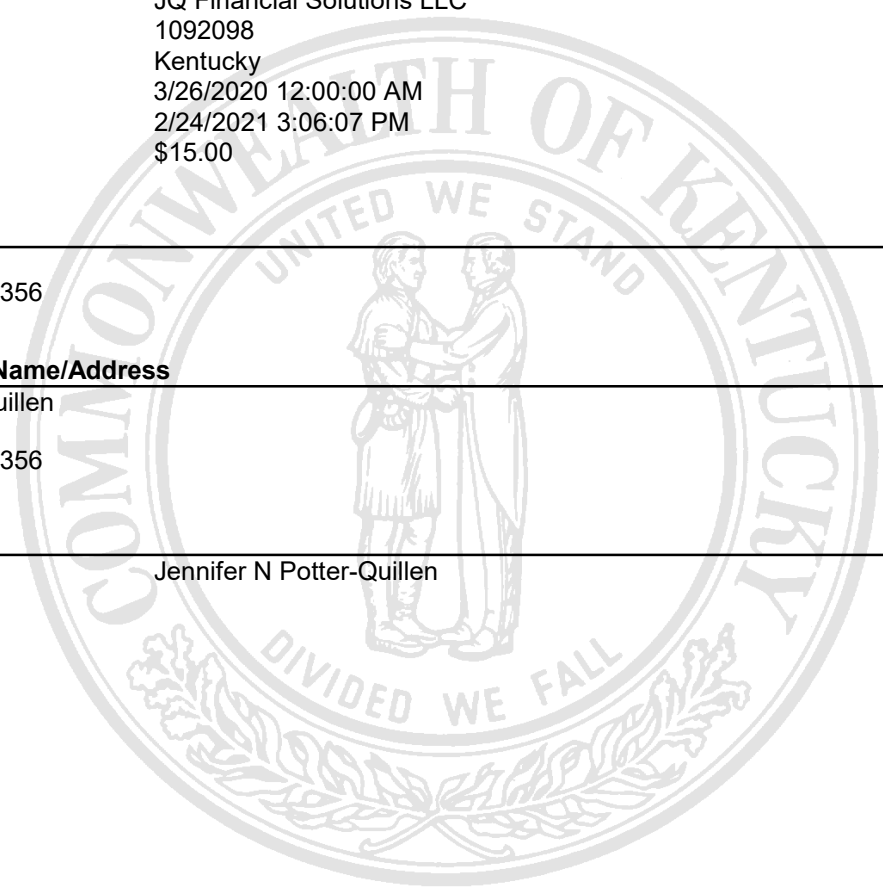 JQ Financial Solutions LLC
1092098
Kentucky
3/26/2020 12:00:00 AM
2/24/2021 3:06:07 PM
$15.00
COMMONWEALTH OF KENTUCKY
UNITED WE STAND
356
Name/Address
uillen
356
Jennifer N Potter-Quillen
DIVIDED WE FALL